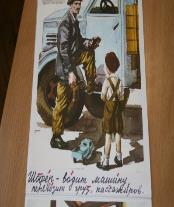 Шофёр - водит машину,
перевозит груз, пассажиров.